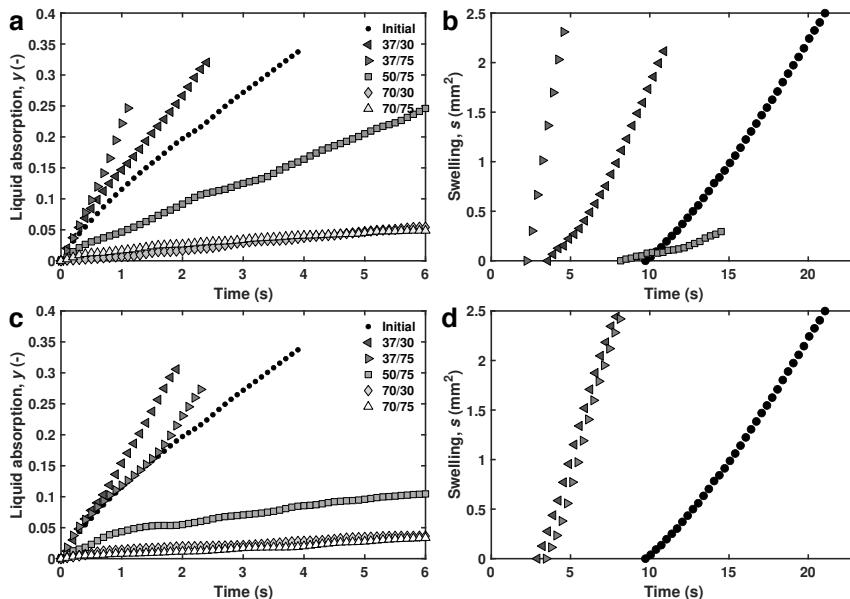 a
0.4
0.35
0.3
0.25
0.2
0.15
0.1
0.05
0
Liquid absorption, y (-)
0 1 2 3 4 5 6
Time (s)
Initial
37/30
37/75
50/75
70/30
70/75
b
2.5
2
1.5
1
0.5
0
Swelling, s (mm²)
0 5 10 15 20
Time (s)
c
0.4
0.35
0.3
0.25
0.2
0.15
0.1
0.05
0
Liquid absorption, y (-)
0 1 2 3 4 5 6
Time (s)
Initial
37/30
37/75
50/75
70/30
70/75
d
2.5
2
1.5
1
0.5
0
Swelling, s (mm²)
0 5 10 15 20
Time (s)